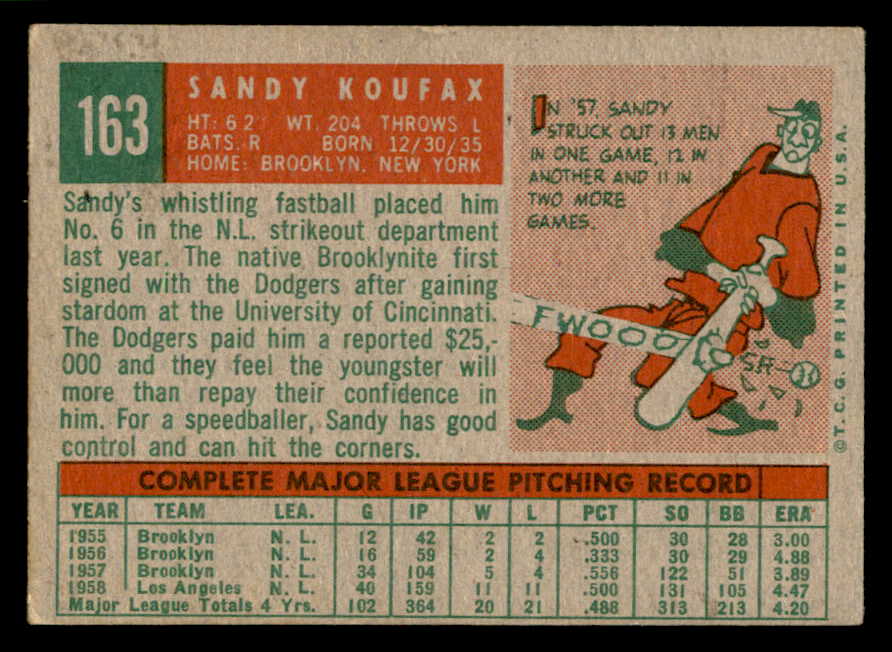 163
SANDY KOUFAX
HT: 6 2" WT. 204 THROWS L
BATS. R BORN 12/30/35
HOME: BROOKLYN, NEW YORK
Sandy's whistling fastball placed him
No. 6 in the N.L. strikeout department
last year. The native Brooklynite first
signed with the Dodgers after gaining
stardom at the University of Cincinnati.
The Dodgers paid him a reported $25,-
000 and they feel the youngster will
more than repay their confidence in
him. For a speedballer, Sandy has good
control and can hit the corners.
IN '57, SANDY
STRUCK OUT 13 MEN
IN ONE GAME, 12 IN
ANOTHER AND 11 IN
TWO MORE
GAMES.
FWOOO
©T.C.G. PRINTED IN U.S.A.
COMPLETE MAJOR LEAGUE PITCHING RECORD
YEAR TEAM LEA. G IP W L PCT SO BB ERA
1955 Brooklyn N. L. 12 42 2 2 .500 30 28 3.00
1956 Brooklyn N. L. 16 59 2 4 .333 30 29 4.88
1957 Brooklyn N. L. 34 104 5 4 .556 122 51 3.89
1958 Los Angeles N. L. 40 159 11 11 .500 131 105 4.47
Major League Totals 4 Yrs. 102 364 20 21 .488 313 213 4.20